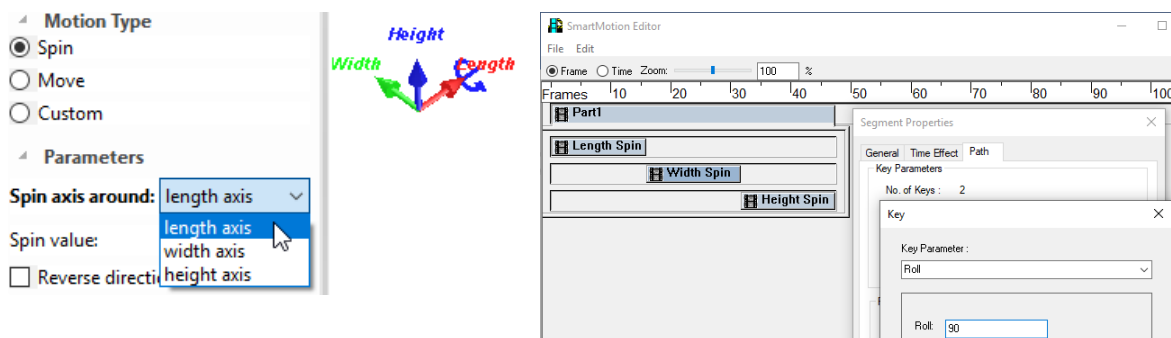 Motion Type
Spin
Move
Custom
Parameters
Spin axis around: length axis
length axis
width axis
height axis
Spin value:
Reverse directi
Height
Width
Length
SmartMotion Editor
File Edit
Frame Time Zoom: 100 %
Frames 10 20 30 40 50 60 70 80 90 100
Part1
Length Spin
Width Spin
Height Spin
Segment Properties
General Time Effect Path
Key Parameters
No. of Keys : 2
Key
Key Parameter :
Roll
Roll: 90